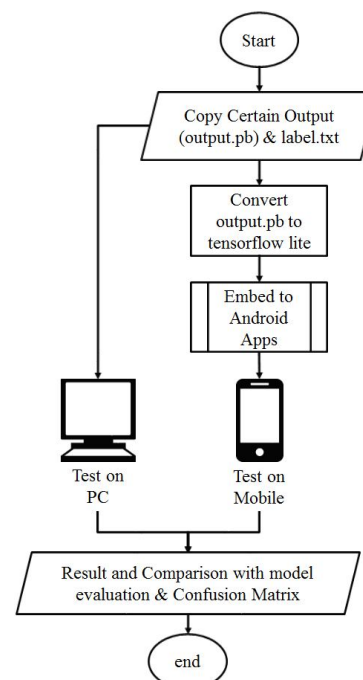 Start
Copy Certain Output
(output.pb) & label.txt
Convert
output.pb to
tensorflow lite
Embed to
Android
Apps
Test on
PC
Test on
Mobile
Result and Comparison with model
evaluation & Confusion Matrix
end